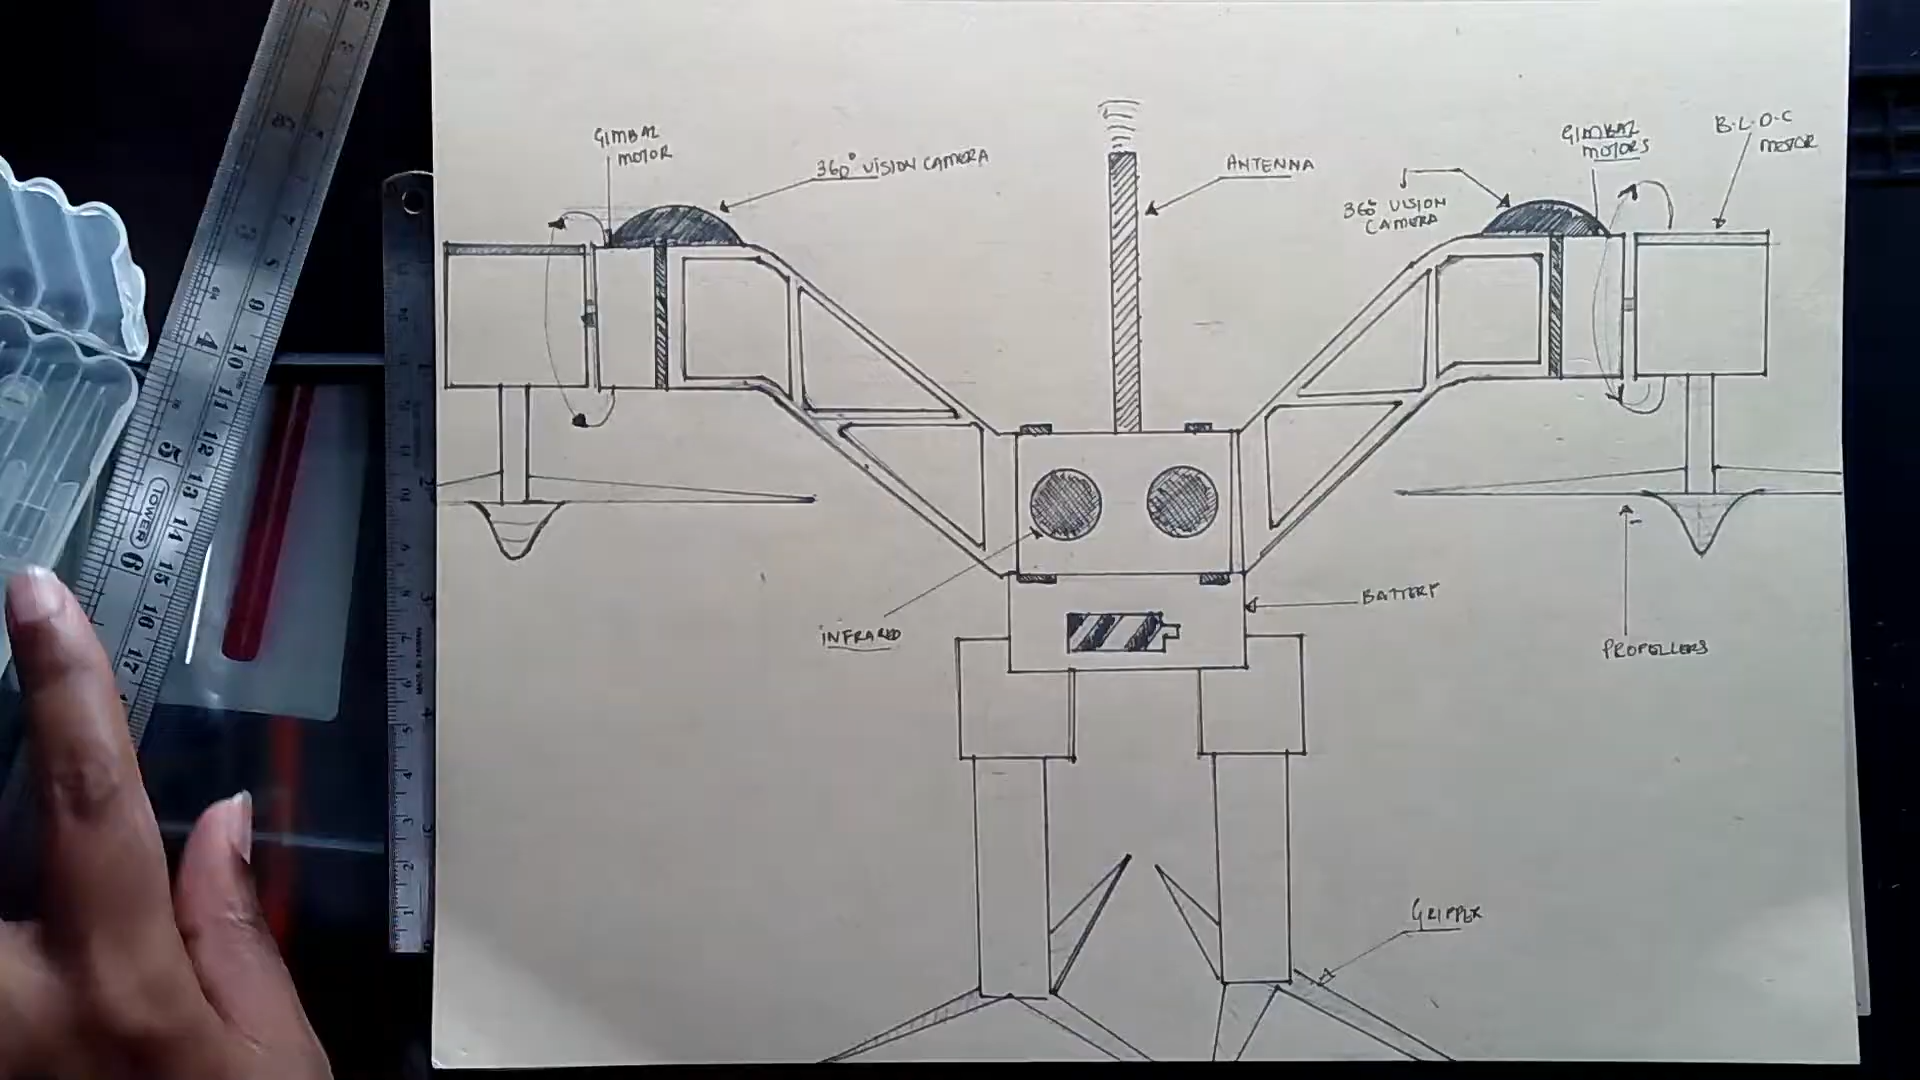 GIMBAL
MOTOR
360° VISION CAMERA
ANTENNA
360° VISION
CAMERA
GIMBAL
MOTORS
B.L.D.C
MOTOR
INFRARED
BATTERY
PROPELLERS
GRIPPER
TOWER